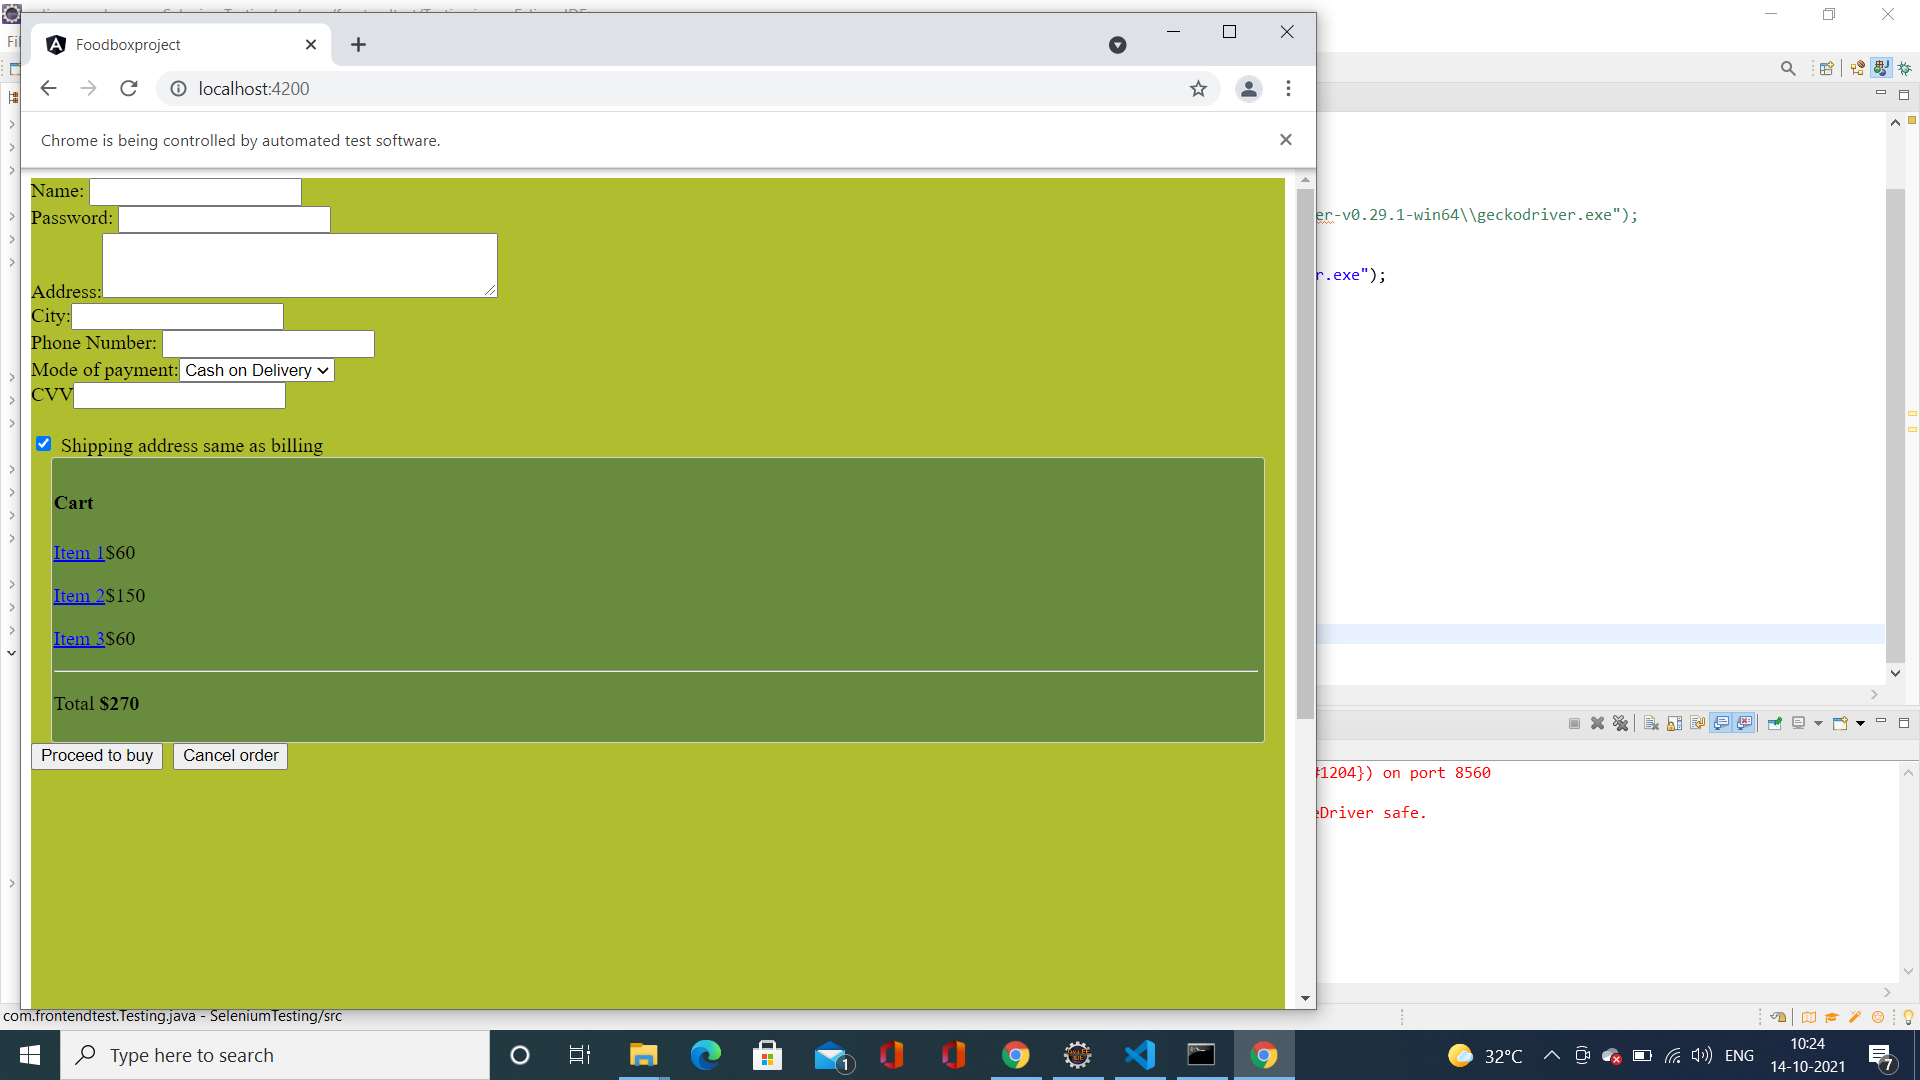 Foodboxproject
localhost:4200
Chrome is being controlled by automated test software.
Name:
Password:
Address:
City:
Phone Number:
Mode of payment: Cash on Delivery
CVV
Shipping address same as billing
Cart
Item 1$60
Item 2$150
Item 3$60
Total $270
Proceed to buy Cancel order
er-v0.29.1-win64\\geckodriver.exe");
r.exe");
#1204}) on port 8560
eDriver safe.
com.frontendtest.Testing.java - SeleniumTesting/src
Type here to search
1
32°C
ENG
10:24
14-10-2021
7